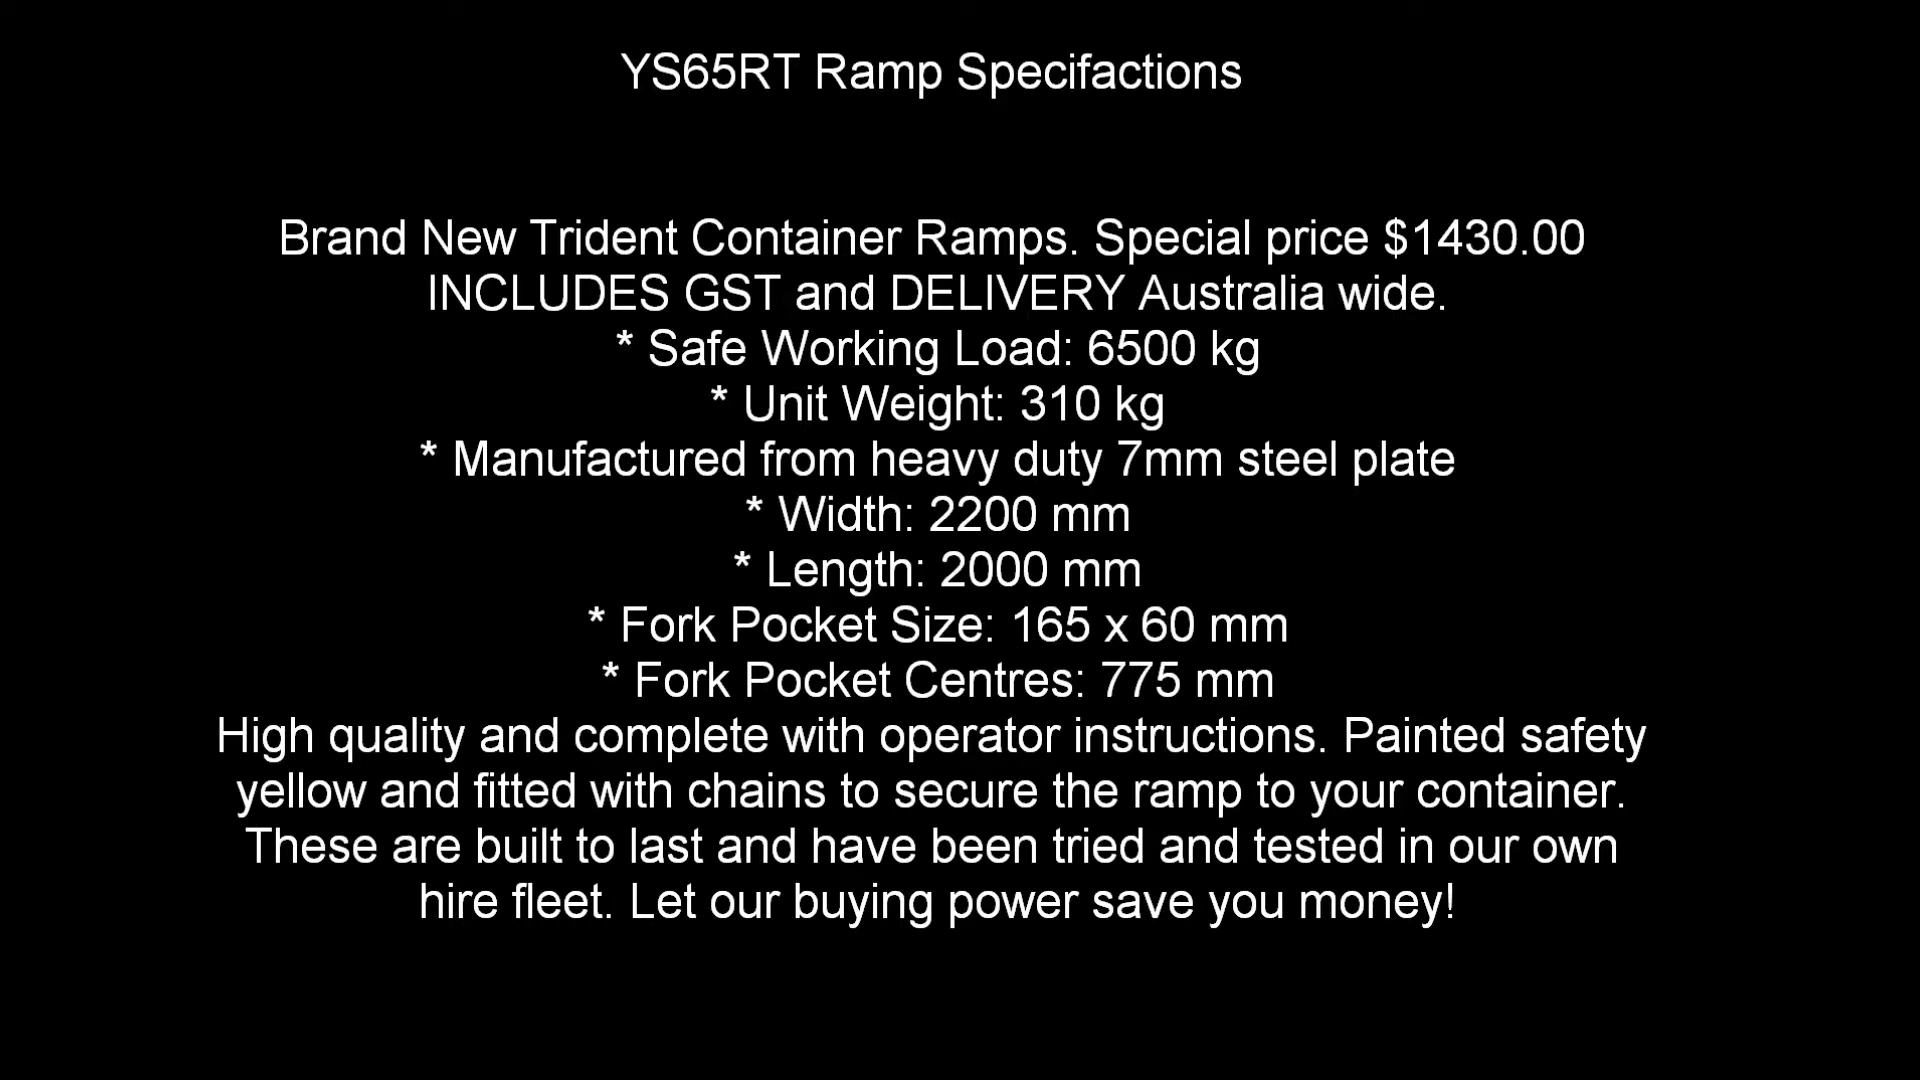 YS65RT Ramp Specifactions
Brand New Trident Container Ramps. Special price $1430.00
INCLUDES GST and DELIVERY Australia wide.
* Safe Working Load: 6500 kg
* Unit Weight: 310 kg
* Manufactured from heavy duty 7mm steel plate
* Width: 2200 mm
* Length: 2000 mm
* Fork Pocket Size: 165 x 60 mm
* Fork Pocket Centres: 775 mm
High quality and complete with operator instructions. Painted safety
yellow and fitted with chains to secure the ramp to your container.
These are built to last and have been tried and tested in our own
hire fleet. Let our buying power save you money!